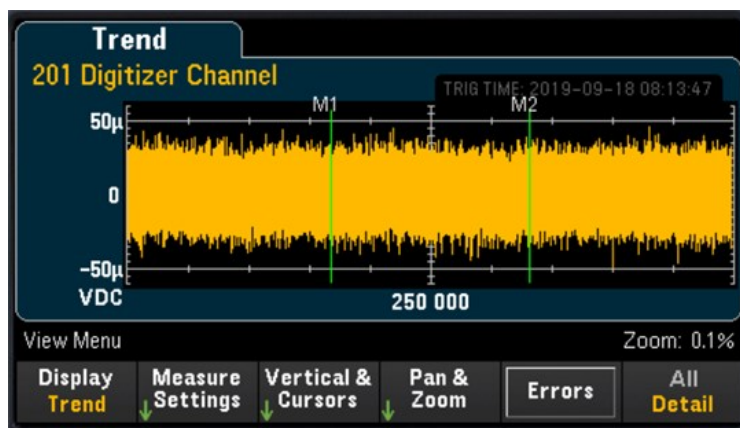 Trend
201 Digitizer Channel
TRIG TIME: 2019-09-18 08:13:47
M1 M2
50µ
0
-50µ
VDC 250 000
View Menu Zoom: 0.1%
Display Measure Vertical & Pan & Errors All
Trend Settings Cursors Zoom Detail